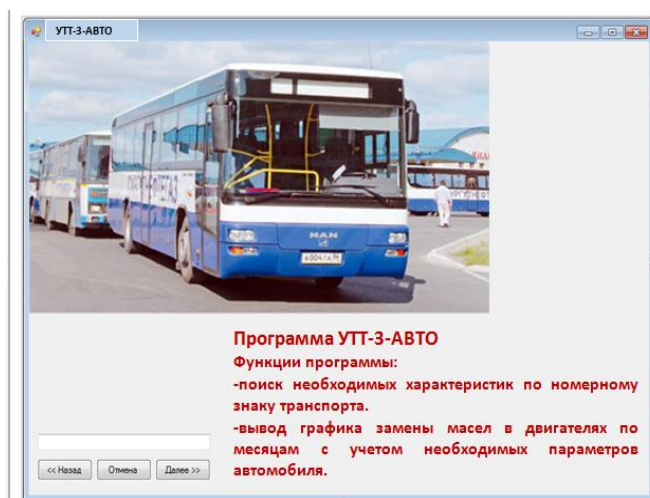 УТТ-3-АВТО
MAN
Программа УТТ-3-АВТО
Функции программы:
-поиск необходимых характеристик по номерному
знаку транспорта.
-вывод графика замены масел в двигателях по
месяцам с учетом необходимых параметров
автомобиля.
<< Назад Отмена Далее >>